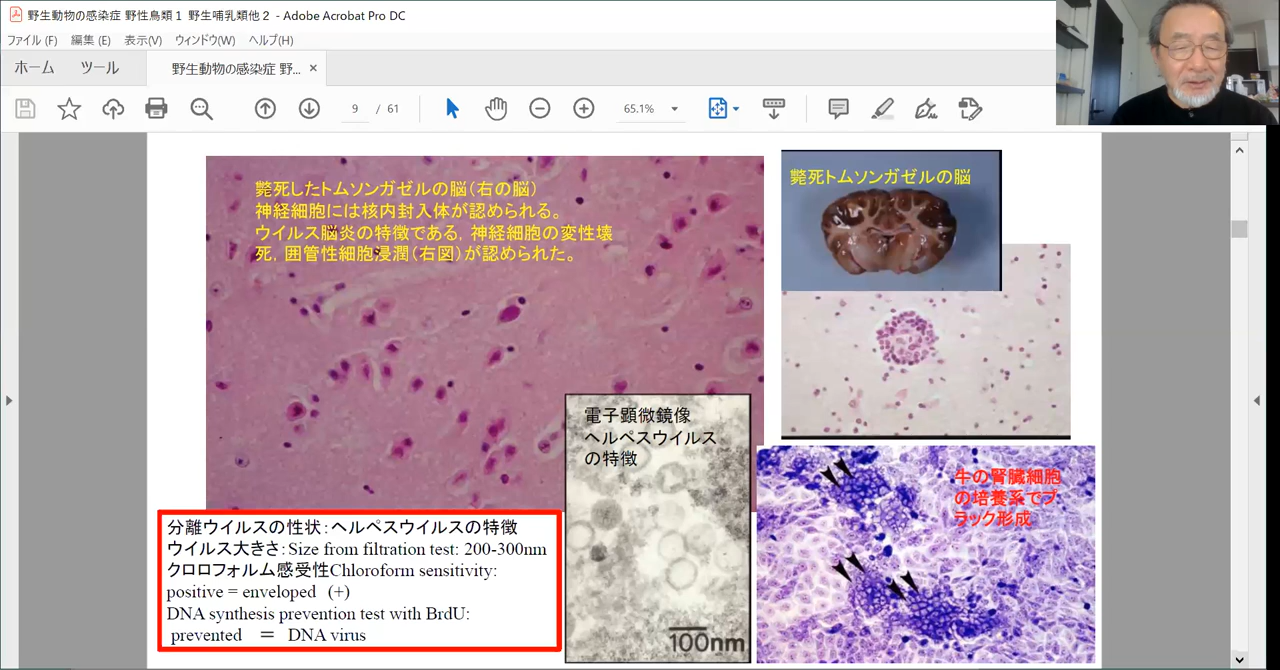 野生動物の感染症 野性鳥類１ 野生哺乳類他２ - Adobe Acrobat Pro DC
ファイル(F) 編集(E) 表示(V) ウィンドウ(W) ヘルプ(H)
ホーム ツール 野生動物の感染症 野... ×
9 / 61 65.1%
斃死したトムソンガゼルの脳（右の脳）
神経細胞には核内封入体が認められる。
ウイルス脳炎の特徴である，神経細胞の変性壊
死，囲管性細胞浸潤（右図）が認められた。
斃死トムソンガゼルの脳
電子顕微鏡像
ヘルペスウイルス
の特徴
100nm
牛の腎臓細胞
の培養系でプ
ラック形成
分離ウイルスの性状：ヘルペスウイルスの特徴
ウイルス大きさ：Size from filtration test: 200-300nm
クロロフォルム感受性Chloroform sensitivity:
positive = enveloped （+）
DNA synthesis prevention test with BrdU:
prevented ＝ DNA virus